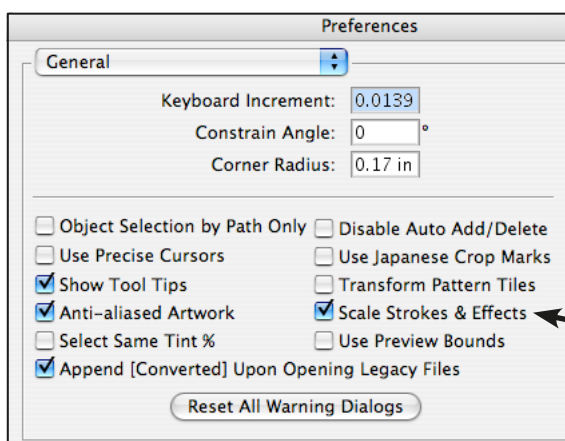 Preferences
General
Keyboard Increment: 0.0139
Constrain Angle: 0 °
Corner Radius: 0.17 in
Object Selection by Path Only Disable Auto Add/Delete
Use Precise Cursors Use Japanese Crop Marks
Show Tool Tips Transform Pattern Tiles
Anti-aliased Artwork Scale Strokes & Effects
Select Same Tint % Use Preview Bounds
Append [Converted] Upon Opening Legacy Files
Reset All Warning Dialogs